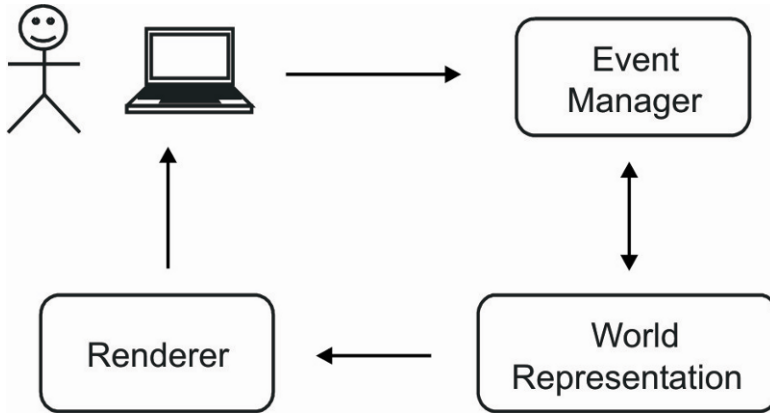 Event
Manager
Renderer
World
Representation